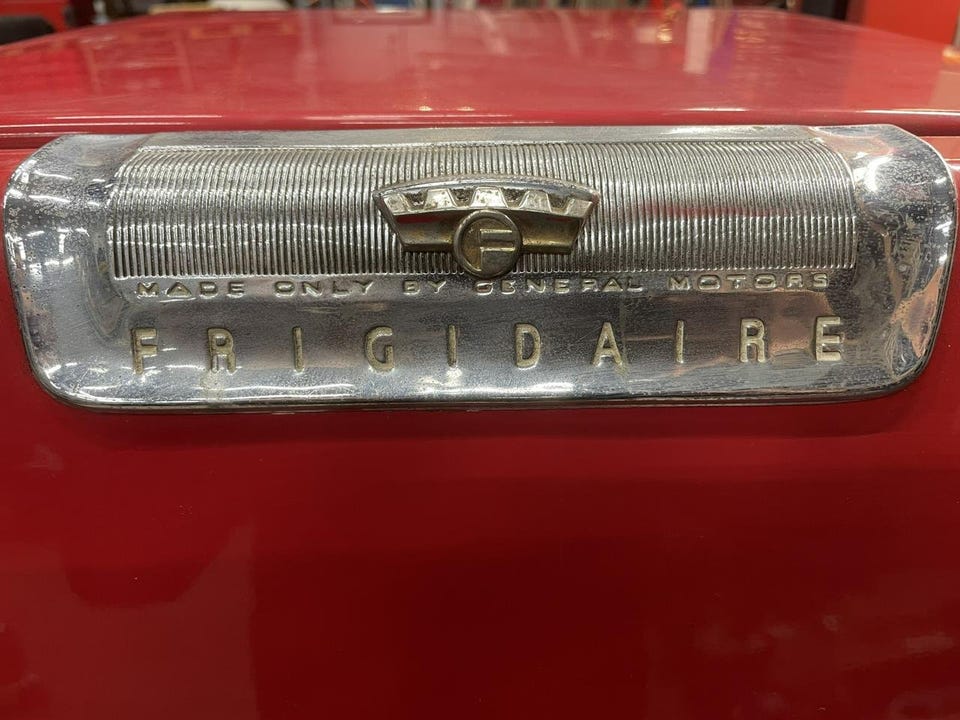 F
MADE ONLY BY GENERAL MOTORS
FRIGIDAIRE